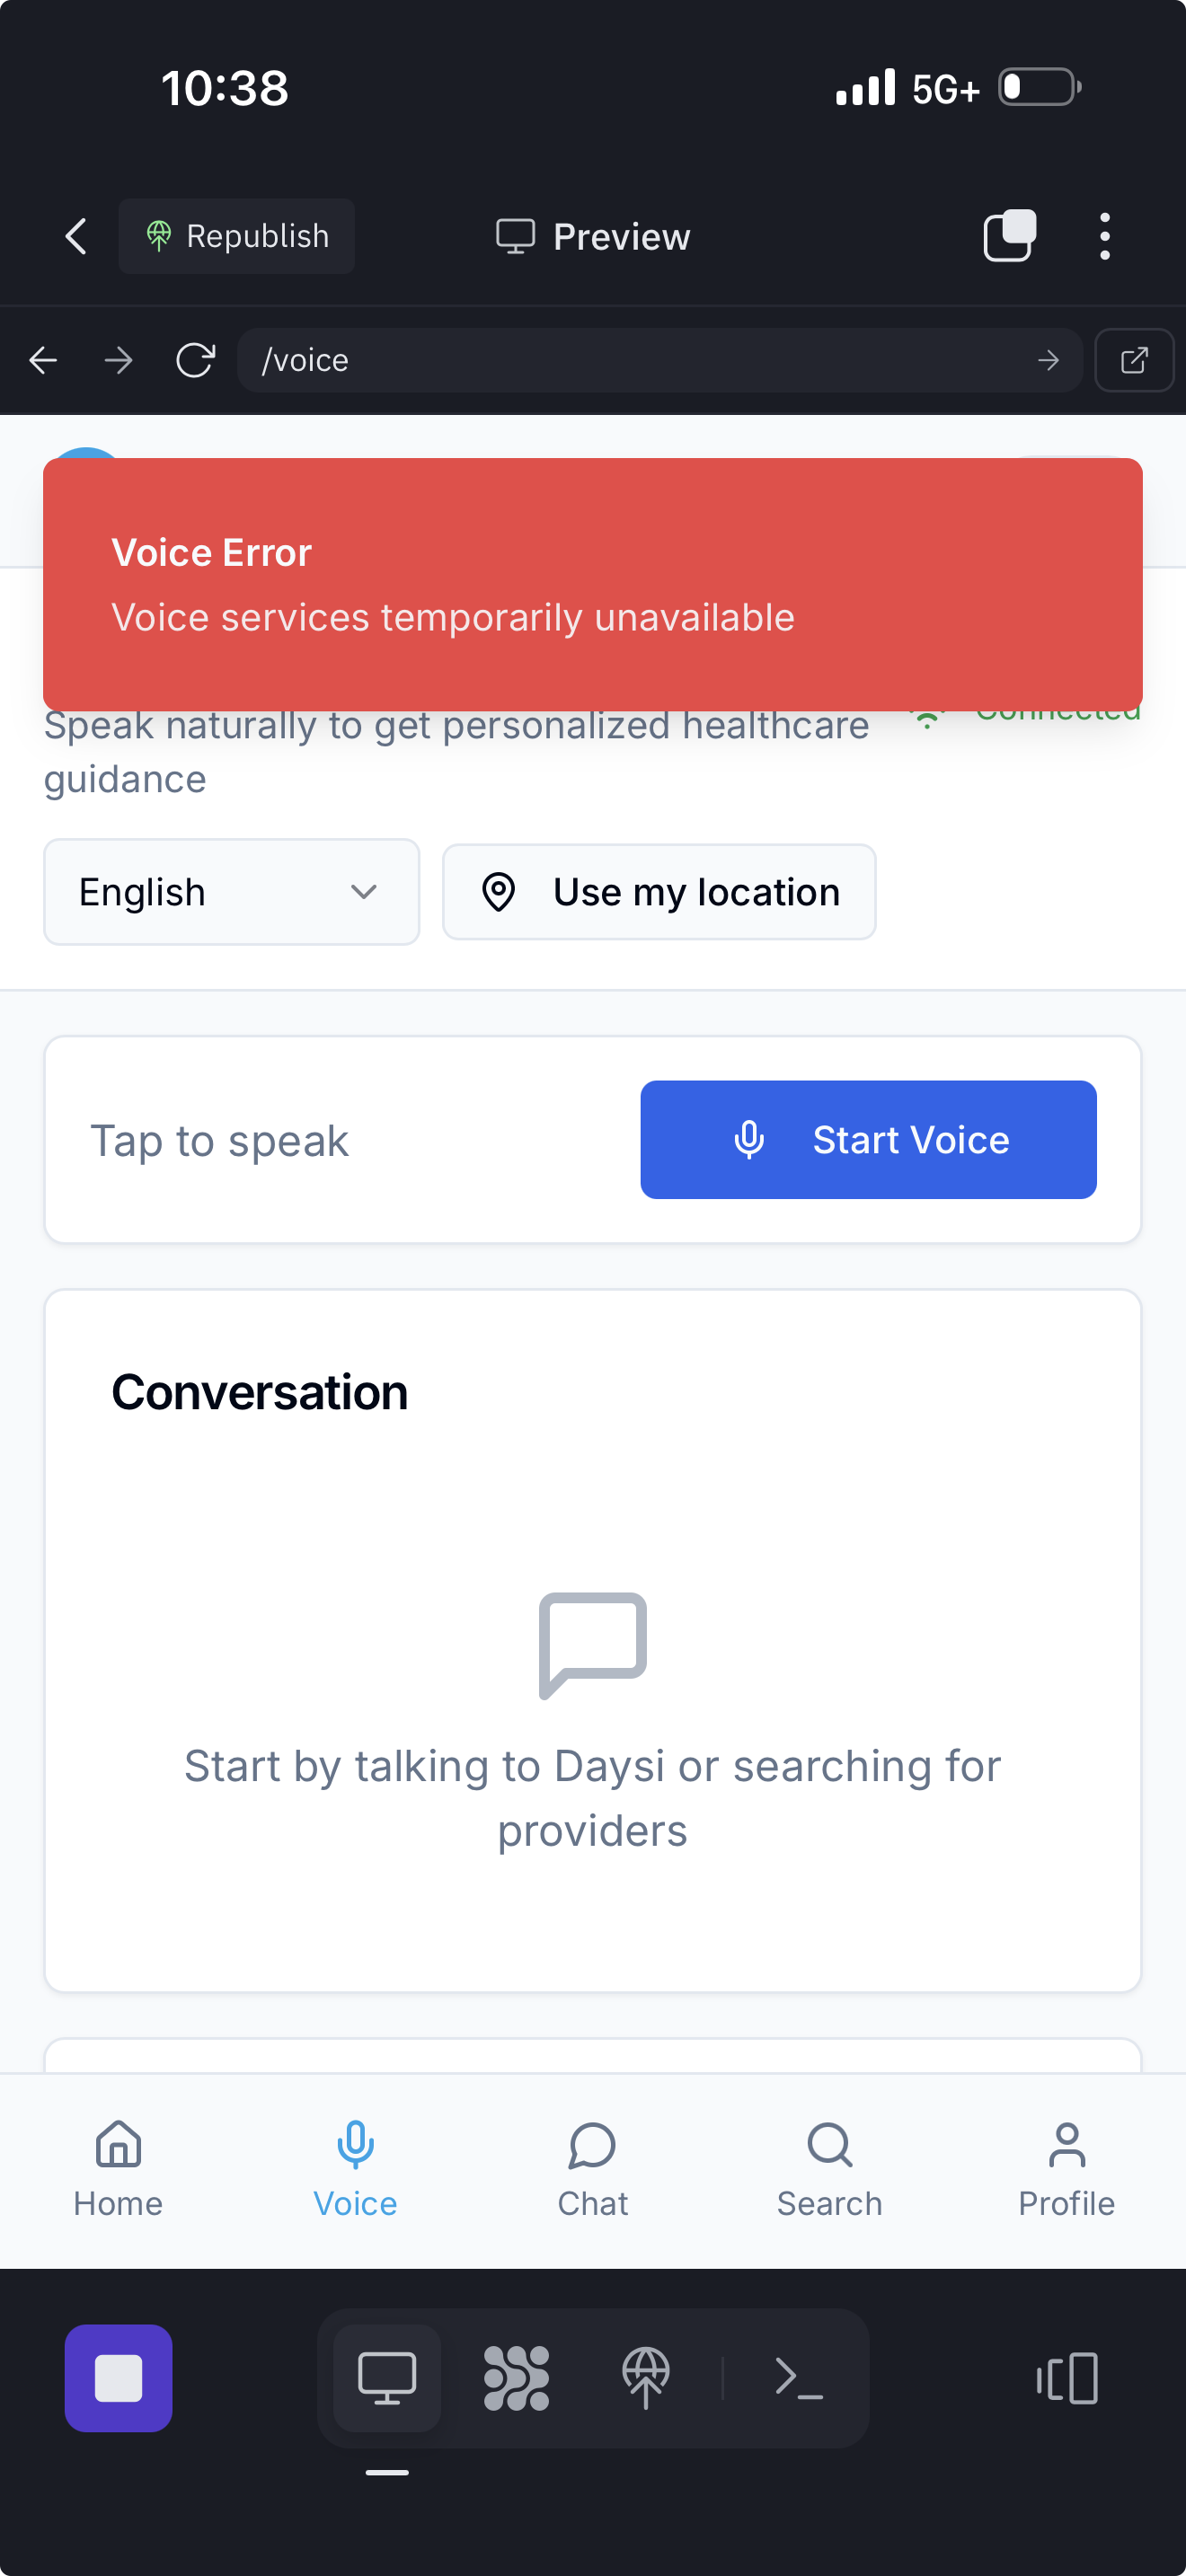 10:38
5G+
Republish
Preview
/voice
Voice Error
Voice services temporarily unavailable
Speak naturally to get personalized healthcare
Connected
guidance
English
Use my location
Tap to speak
Start Voice
Conversation
Start by talking to Daysi or searching for
providers
Home
Voice
Chat
Search
Profile